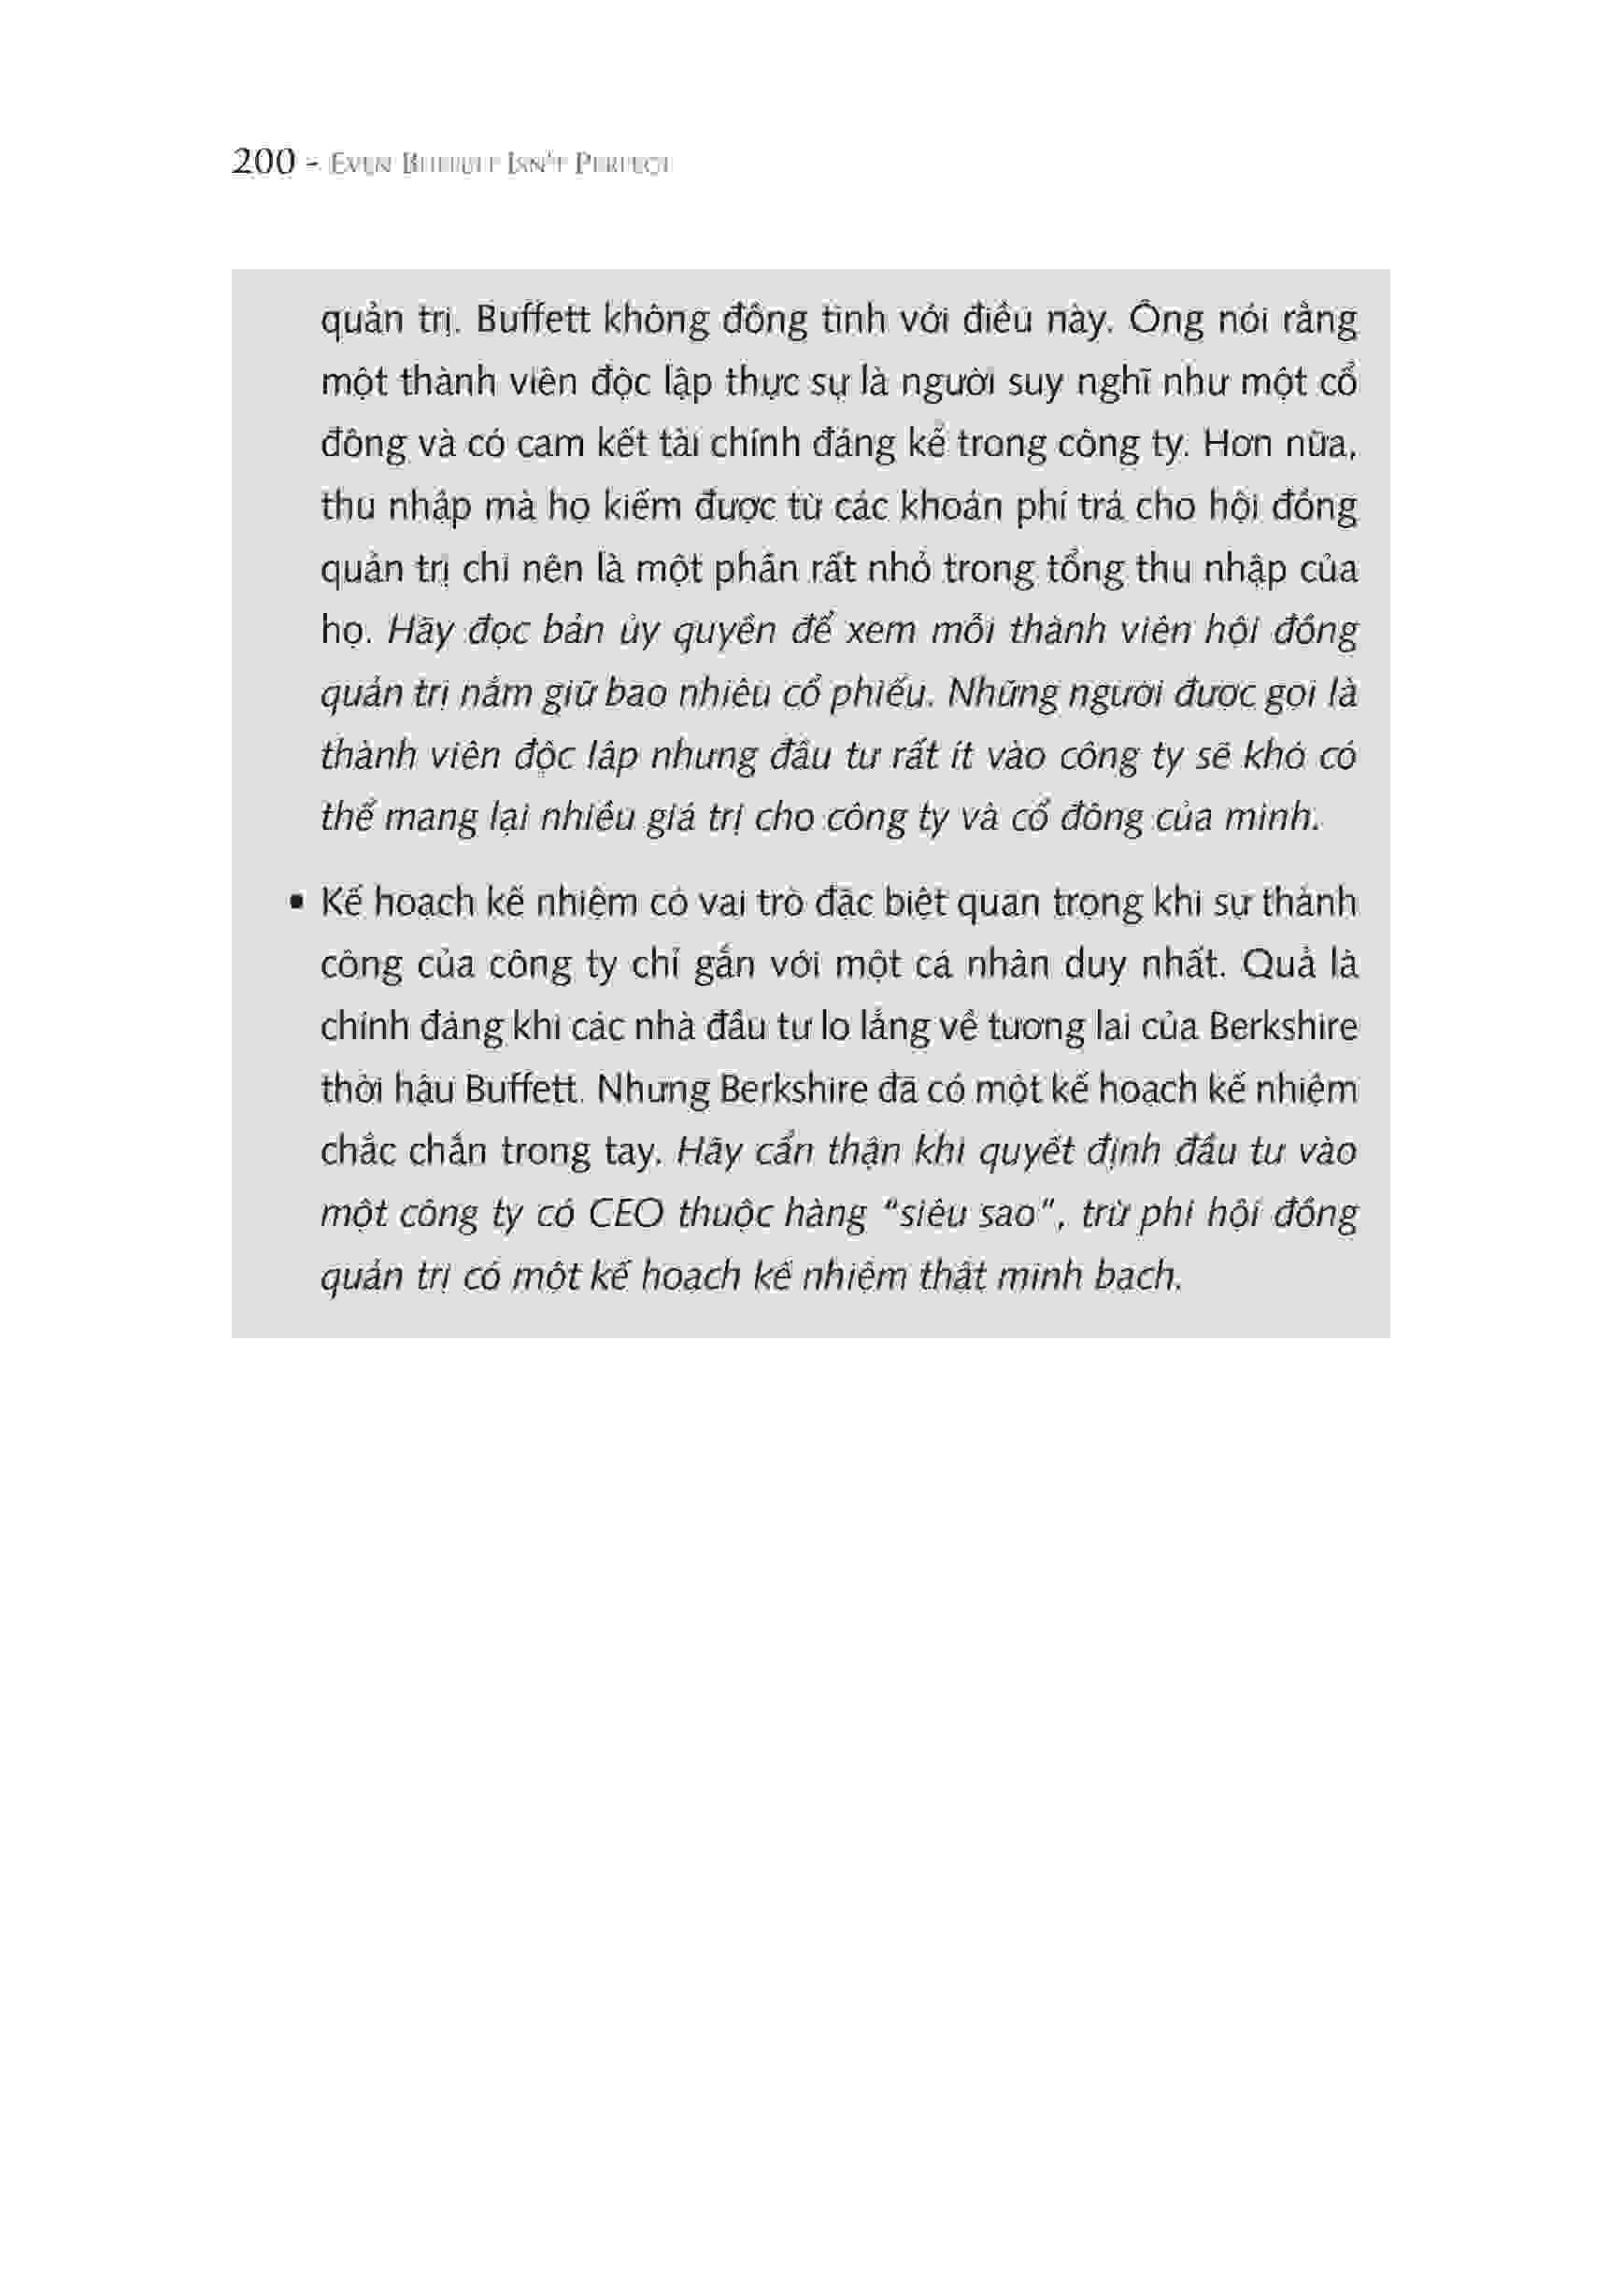 200 - EVEN BUFFETT ISN'T PERFECT
quản trị. Buffett không đồng tình với điều này. Ông nói rằng
một thành viên độc lập thực sự là người suy nghĩ như một cổ
đông và có cam kết tài chính đáng kể trong công ty. Hơn nữa,
thu nhập mà họ kiếm được từ các khoản phí trả cho hội đồng
quản trị chỉ nên là một phần rất nhỏ trong tổng thu nhập của
họ. Hãy đọc bản ủy quyền để xem mỗi thành viên hội đồng
quản trị nắm giữ bao nhiêu cổ phiếu. Những người được gọi là
thành viên độc lập nhưng đầu tư rất ít vào công ty sẽ khó có
thể mang lại nhiều giá trị cho công ty và cổ đông của mình.
• Kế hoạch kế nhiệm có vai trò đặc biệt quan trọng khi sự thành
công của công ty chỉ gắn với một cá nhân duy nhất. Quả là
chính đáng khi các nhà đầu tư lo lắng về tương lai của Berkshire
thời hậu Buffett. Nhưng Berkshire đã có một kế hoạch kế nhiệm
chắc chắn trong tay. Hãy cẩn thận khi quyết định đầu tư vào
một công ty có CEO thuộc hàng "siêu sao", trừ phi hội đồng
quản trị có một kế hoạch kế nhiệm thật minh bạch.